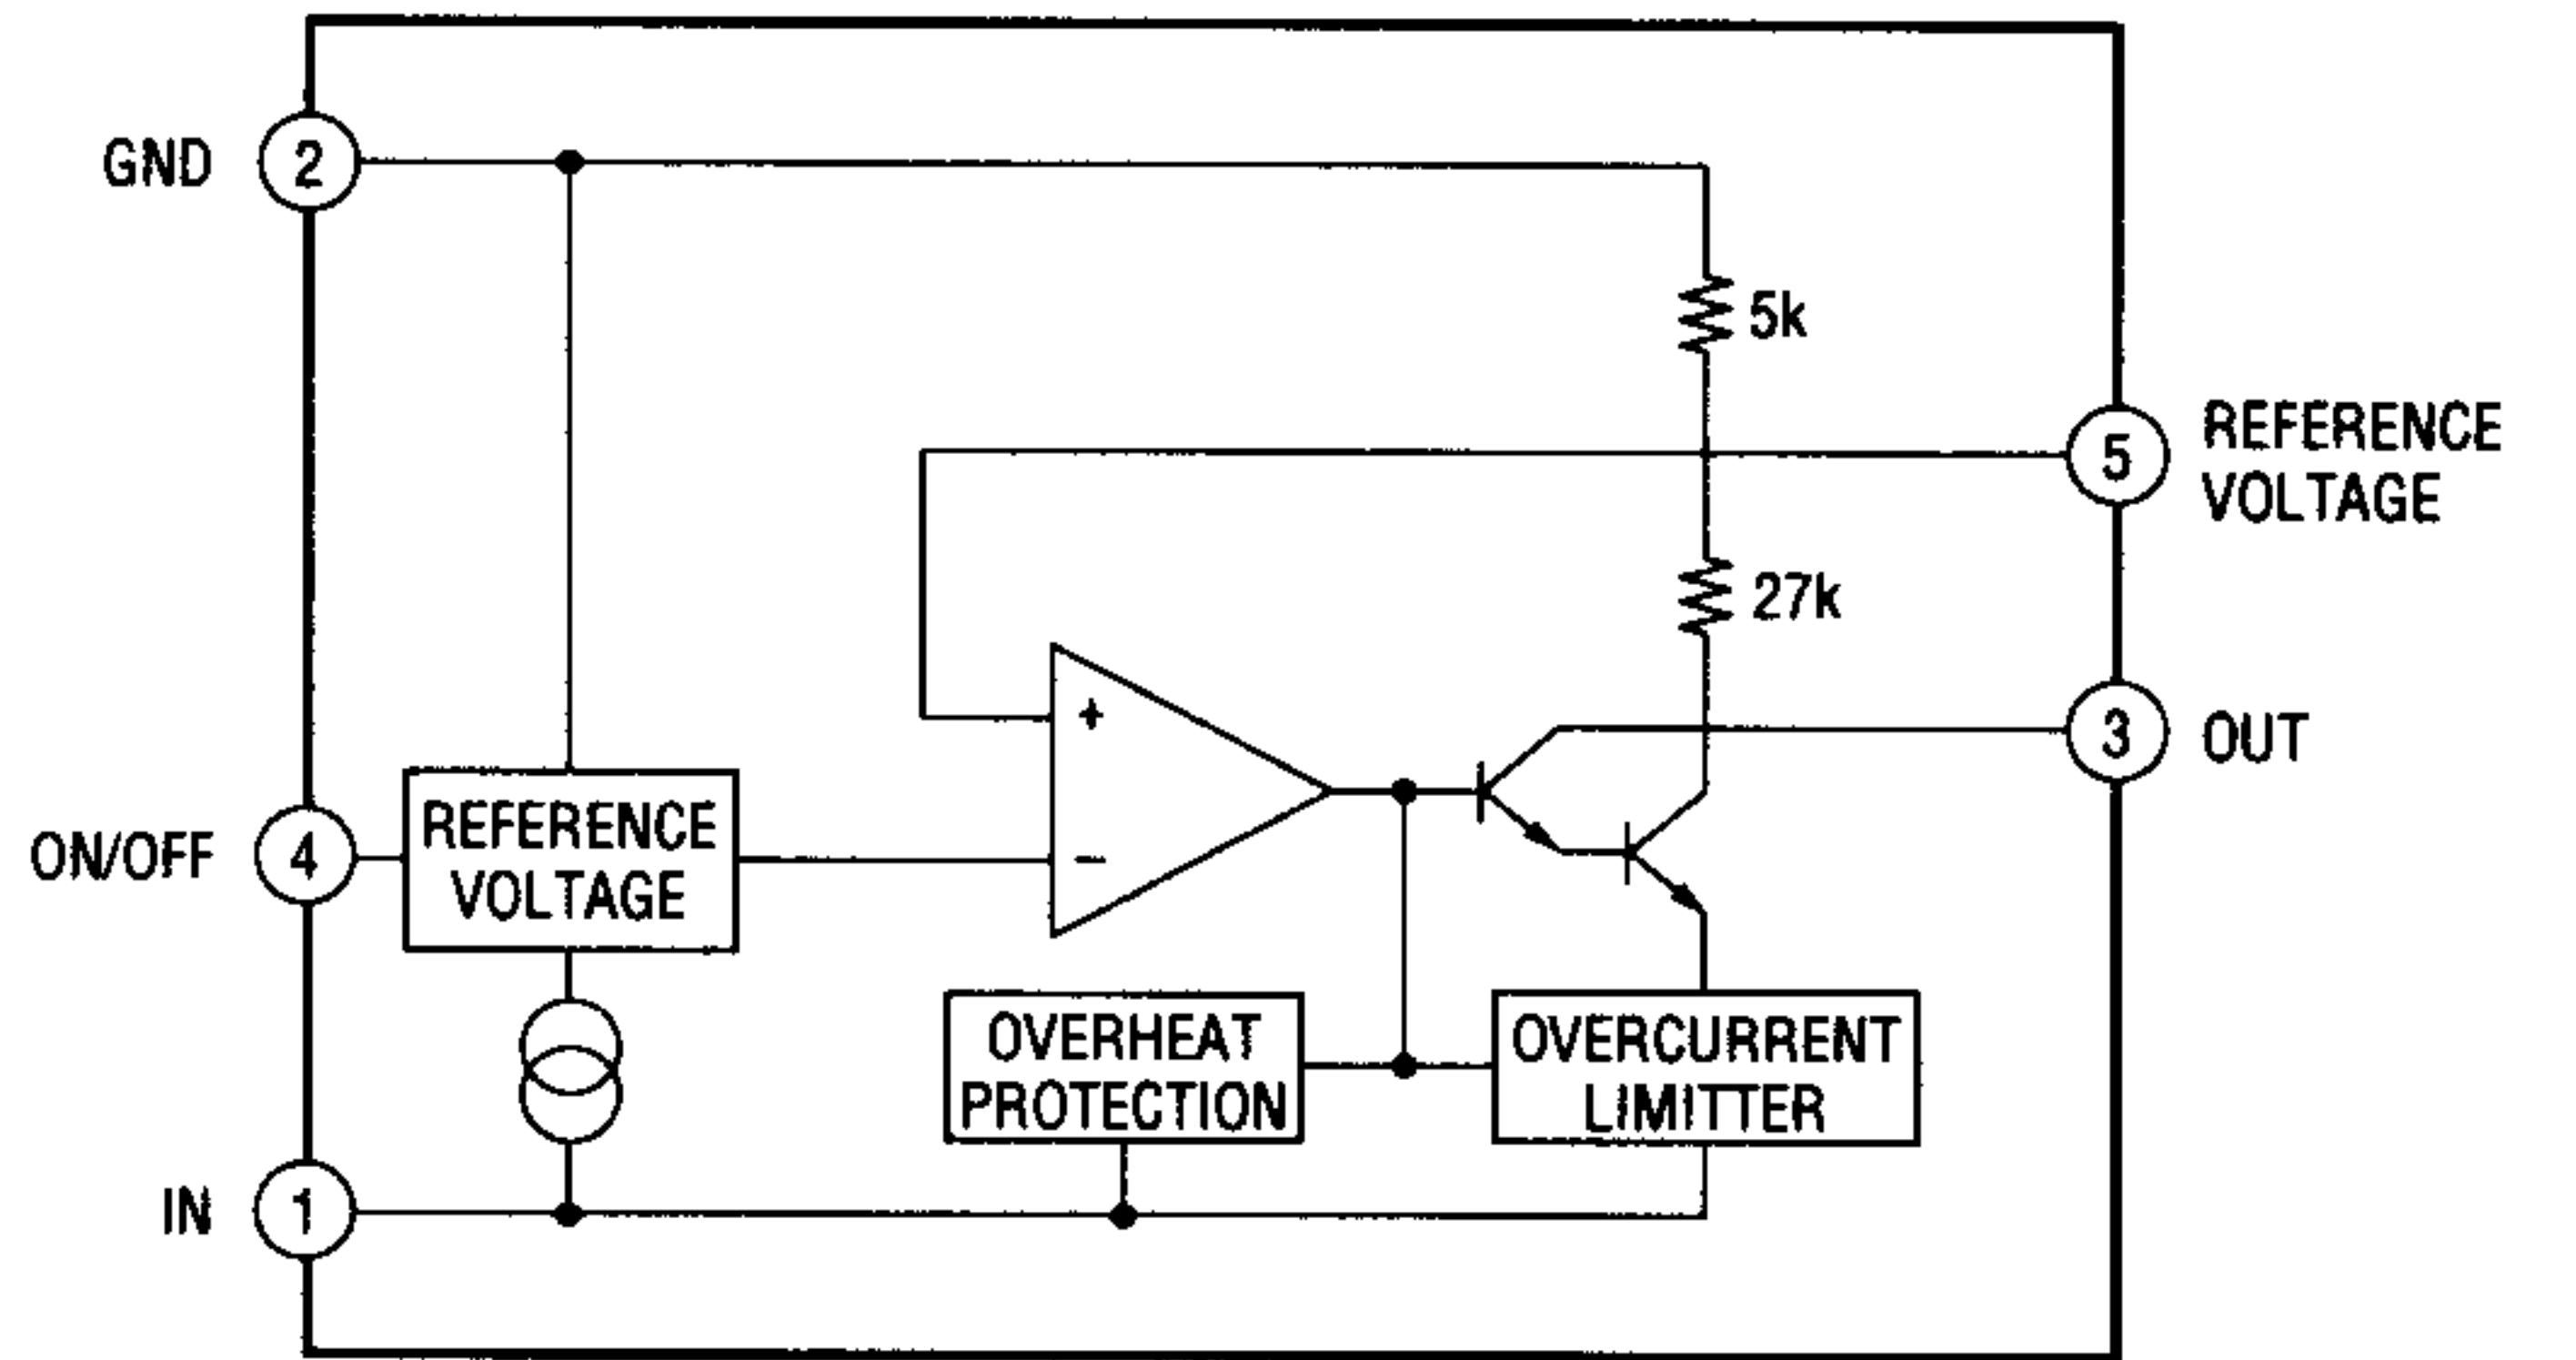 GND
2
5k
REFERENCE
VOLTAGE
5
27k
+
3
OUT
ON/OFF
4
REFERENCE
VOLTAGE
−
OVERHEAT
PROTECTION
OVERCURRENT
LIMITTER
IN
1